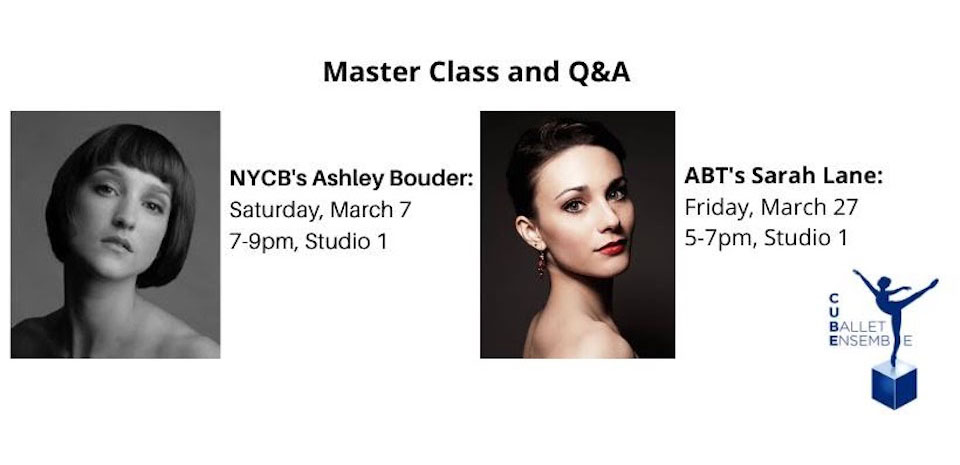 Master Class and Q&A
NYCB's Ashley Bouder:
Saturday, March 7
7-9pm, Studio 1
ABT's Sarah Lane:
Friday, March 27
5-7pm, Studio 1
C
U
BALLET
ENSEMBLE